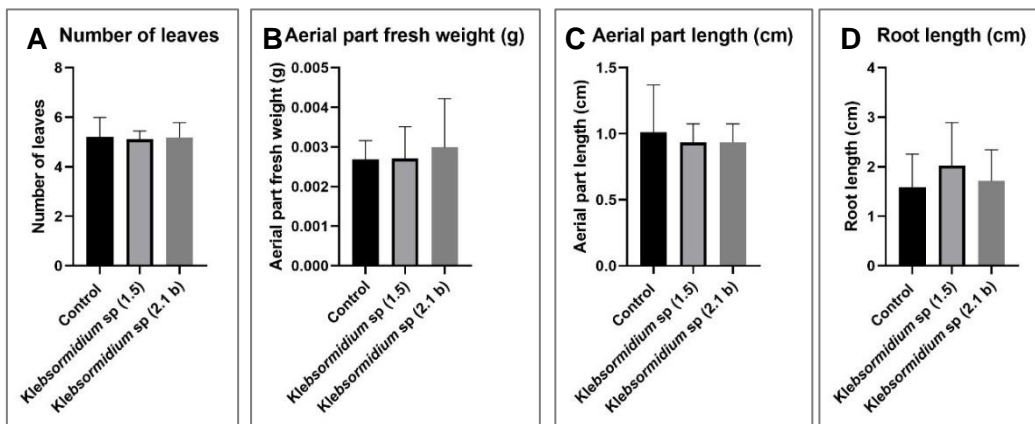 A Number of leaves
Number of leaves
8
6
4
2
0
Control
Klebsormidium sp (1.5)
Klebsormidium sp (2.1 b)
B Aerial part fresh weight (g)
Aerial part fresh weight (g)
0.005
0.004
0.003
0.002
0.001
0.000
Control
Klebsormidium sp (1.5)
Klebsormidium sp (2.1 b)
C Aerial part length (cm)
Aerial part length (cm)
1.5
1.0
0.5
0.0
Control
Klebsormidium sp (1.5)
Klebsormidium sp (2.1 b)
D Root length (cm)
Root length (cm)
4
3
2
1
0
Control
Klebsormidium sp (1.5)
Klebsormidium sp (2.1 b)